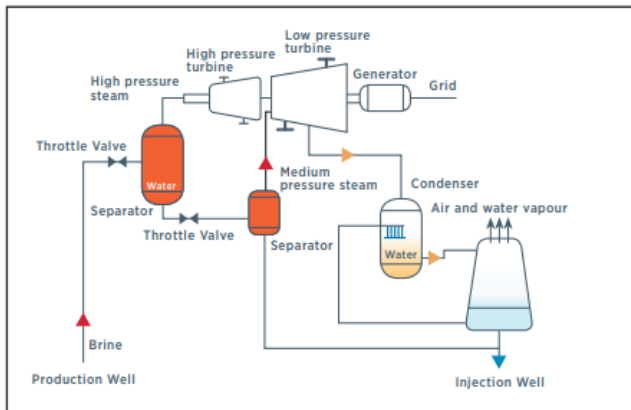 Low pressure
turbine
High pressure
turbine
Generator
Grid
High pressure
steam
Throttle Valve
Water
Medium
pressure steam
Condenser
Separator
Throttle Valve
Separator
Air and water vapour
Water
Brine
Production Well
Injection Well